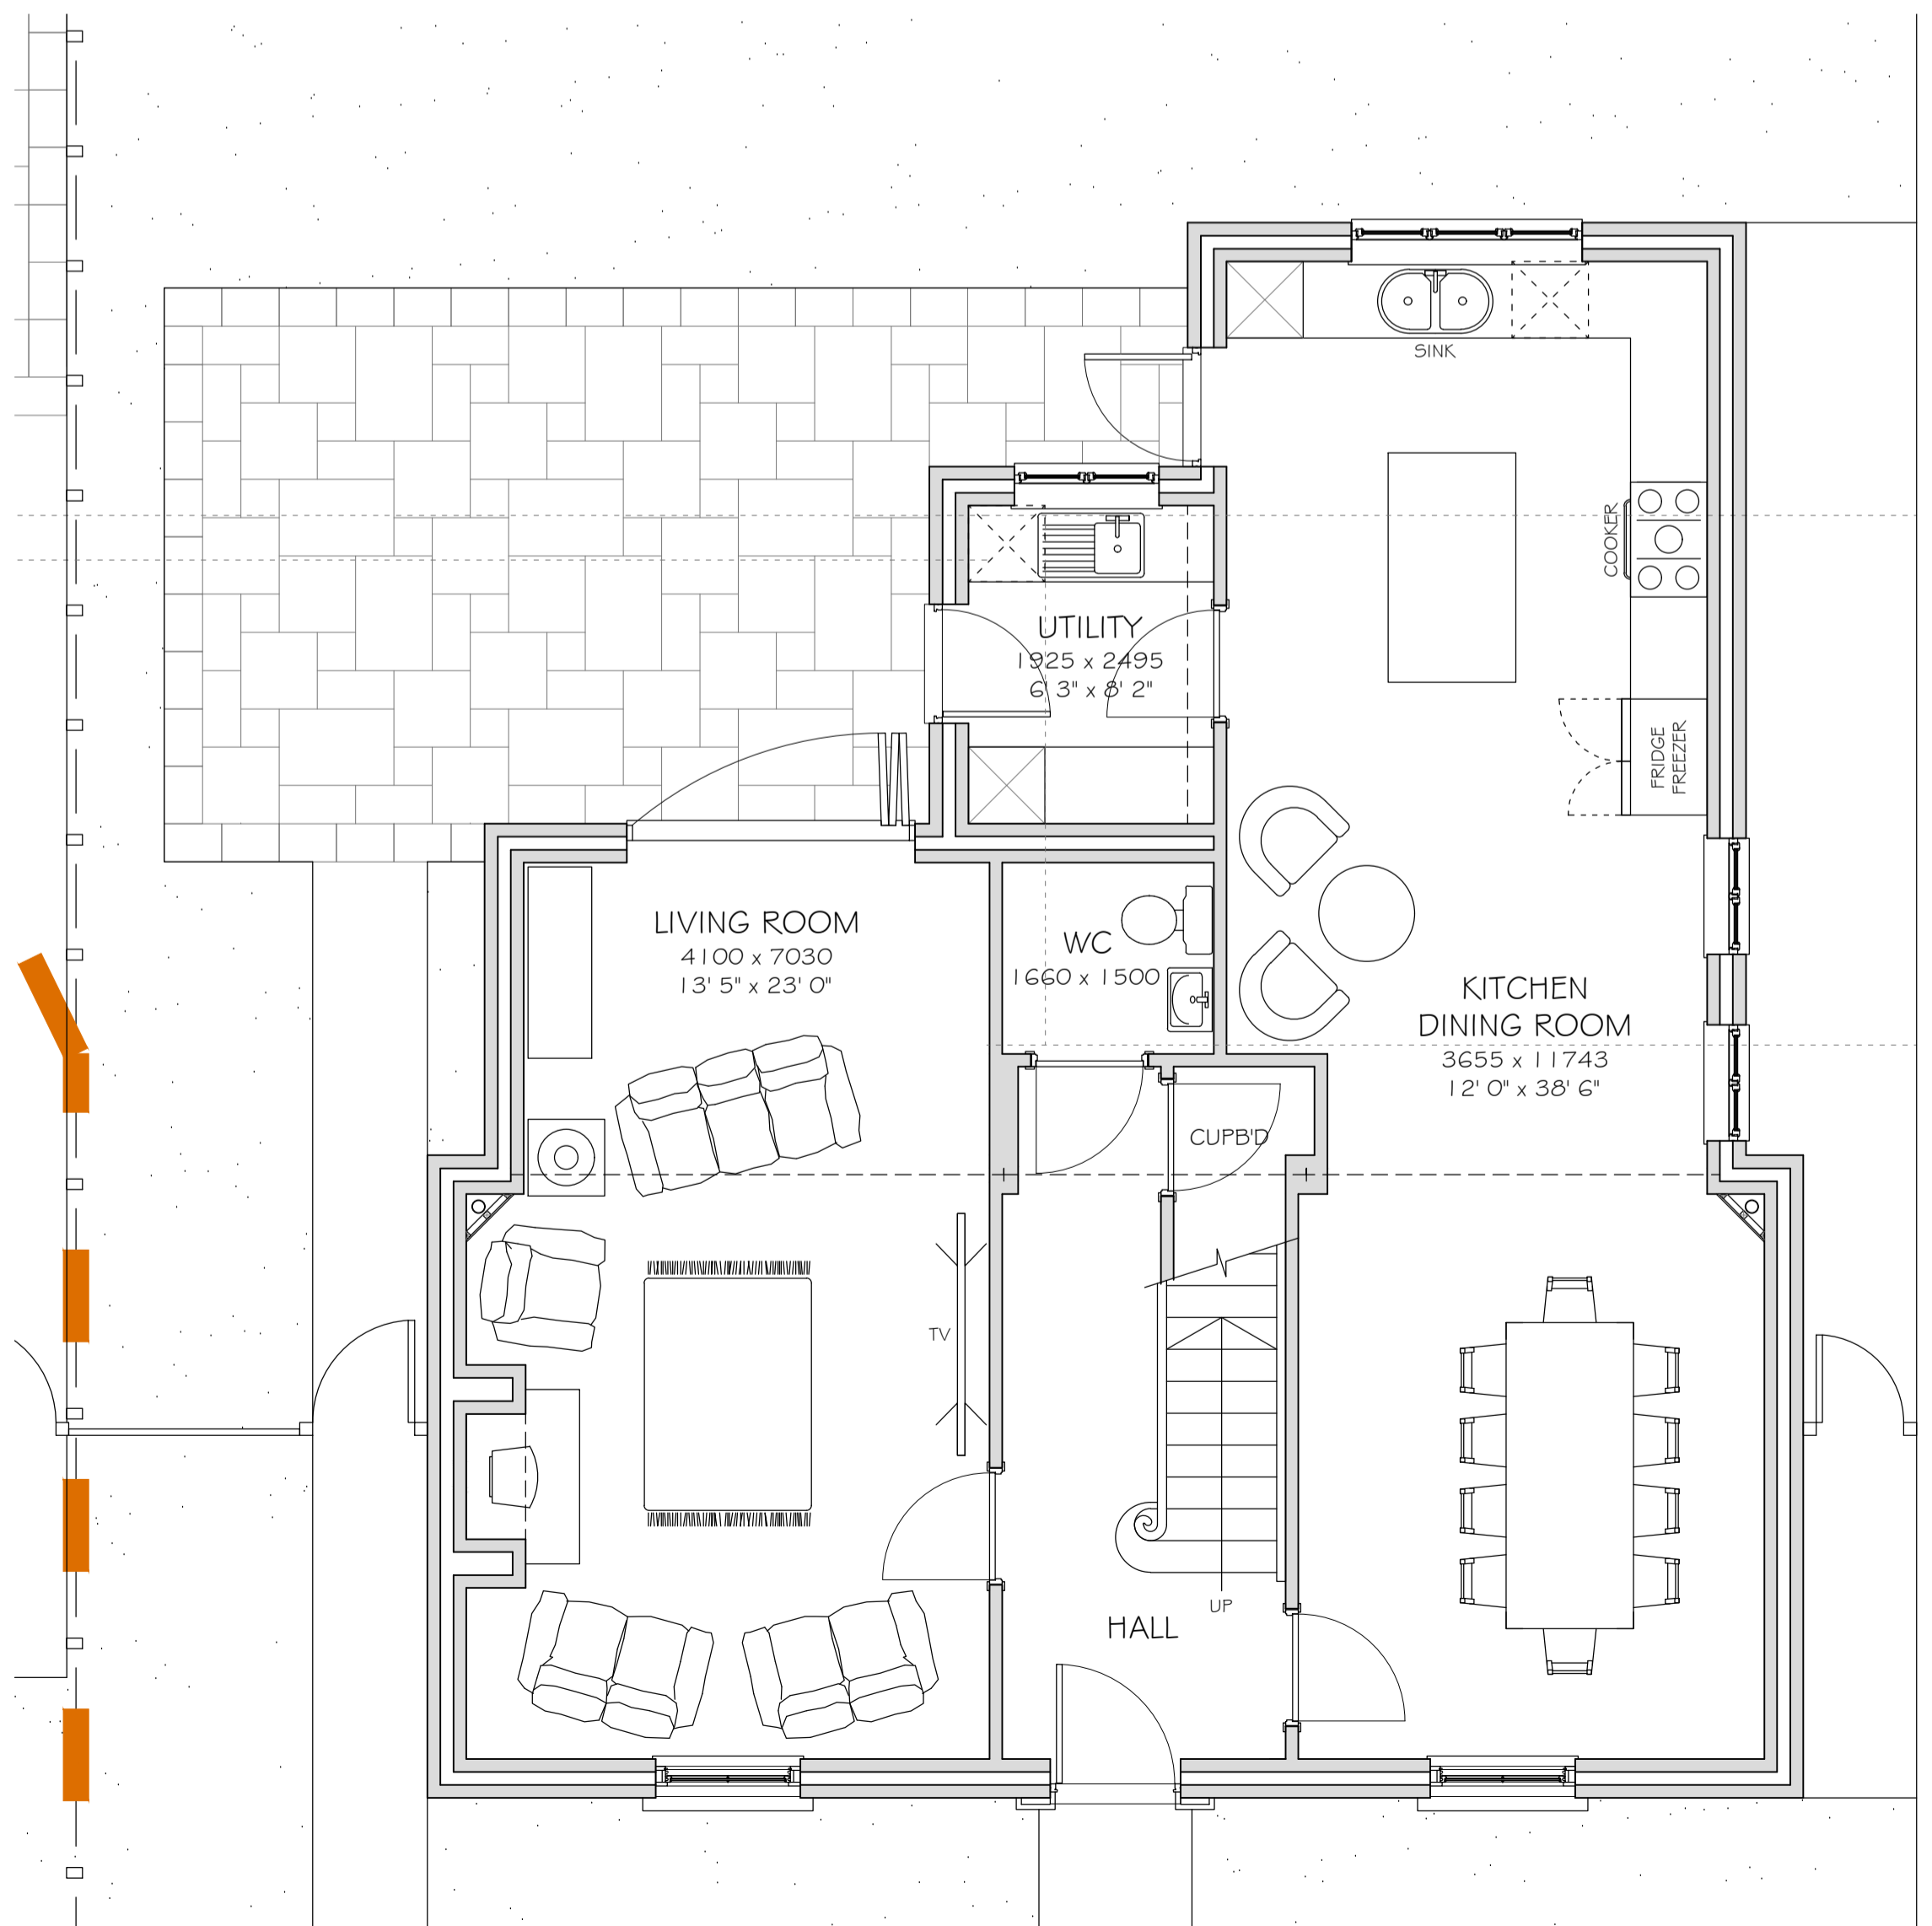 SINK
COOKER
UTILITY
1925 x 2495
6' 3" x 8' 2"
FRIDGE
FREEZER
LIVING ROOM
4100 x 7030
13' 5" x 23' 0"
WC
1660 x 1500
KITCHEN
DINING ROOM
3655 x 11743
12' 0" x 38' 6"
CUPB'D
TV
UP
HALL